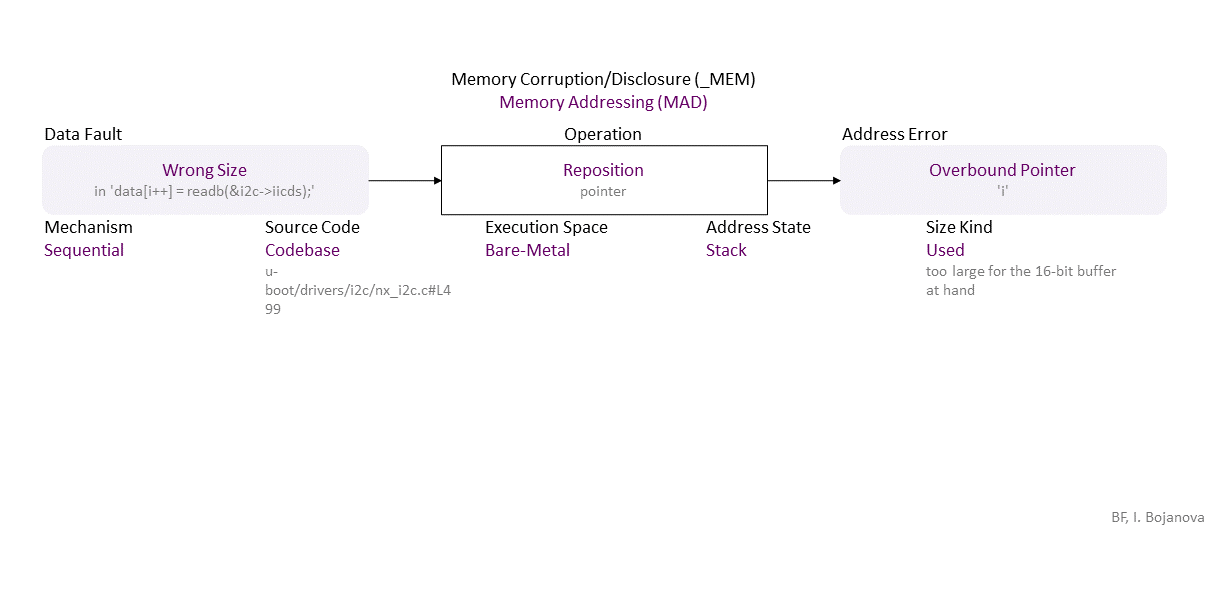 Memory Corruption/Disclosure (_MEM)
Memory Addressing (MAD)
Data Fault
Operation
Address Error
Wrong Size
in 'data[i++] = readb(&i2c->iicds);'
Reposition
pointer
Overbound Pointer
'i'
Mechanism
Sequential
Source Code
Codebase
u-
boot/drivers/i2c/nx_i2c.c#L4
99
Execution Space
Bare-Metal
Address State
Stack
Size Kind
Used
too large for the 16-bit buffer
at hand
BF, I. Bojanova